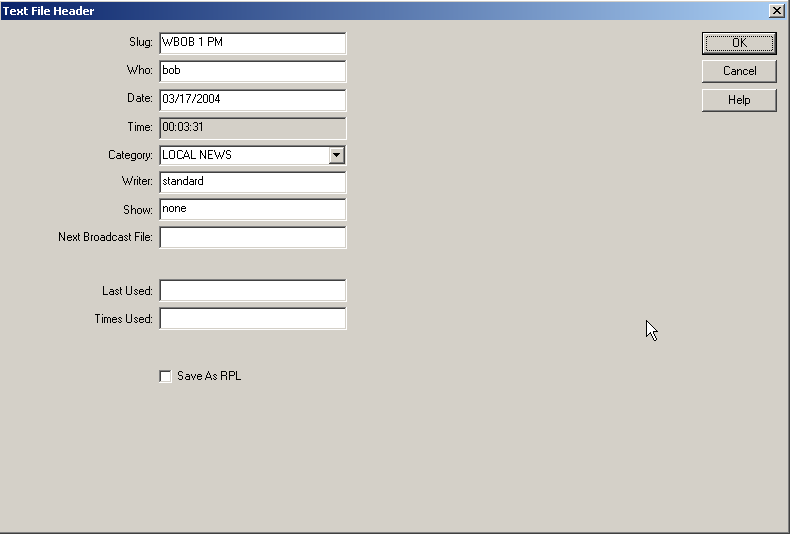 Text File Header
Slug: WBOB 1 PM
OK
Who: bob
Cancel
Date: 03/17/2004
Help
Time: 00:03:31
Category: LOCAL NEWS
Writer: standard
Show: none
Next Broadcast File:
Last Used:
Times Used:
Save As RPL